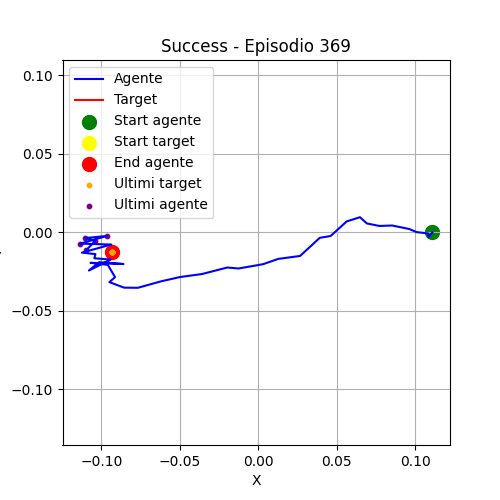 Success - Episodio 369
Agente
Target
Start agente
Start target
End agente
Ultimi target
Ultimi agente
0.10
0.05
0.00
−0.05
−0.10
−0.10
−0.05
0.00
0.05
0.10
X